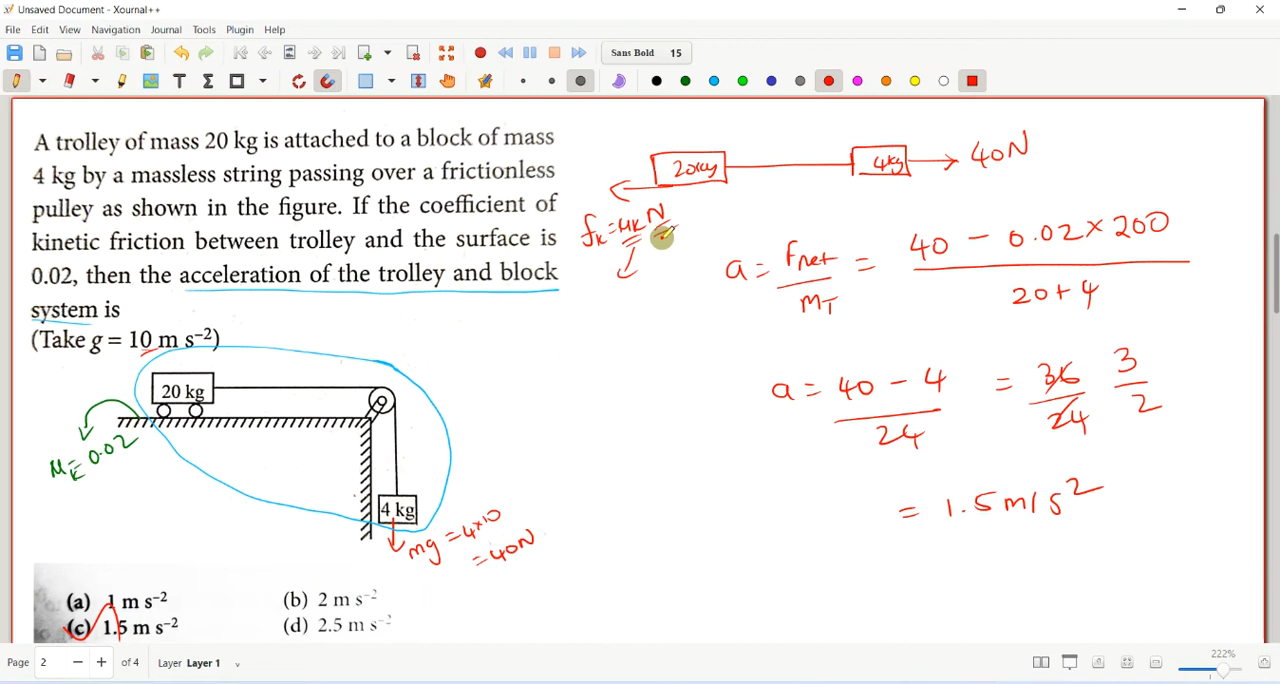 Unsaved Document - Xournal++
File Edit View Navigation Journal Tools Plugin Help
Sans Bold 15
A trolley of mass 20 kg is attached to a block of mass
4 kg by a massless string passing over a frictionless
pulley as shown in the figure. If the coefficient of
kinetic friction between trolley and the surface is
0.02, then the acceleration of the trolley and block
system is
(Take g = 10 m s⁻²)
20 kg
μk = 0.02
4 kg
mg = 4×10
= 40N
(a) 1 m s⁻²
(b) 2 m s⁻²
(c) 1.5 m s⁻²
(d) 2.5 m s⁻²
20kg
4kg
40N
fk = μk N
a = Fnet / mT = 40 - 0.02×200 / 20+4
a = 40 - 4 / 24 = 36 / 24 3 / 2
= 1.5 m/s²
Page 2 of 4 Layer Layer 1
222%